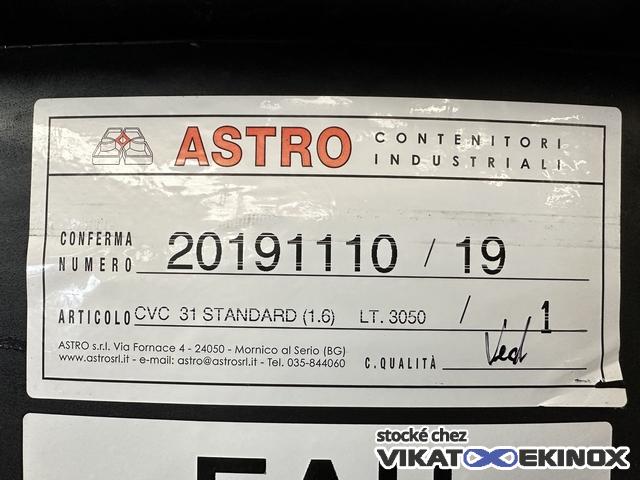 ASTRO CONTENITORI INDUSTRIALI
CONFERMA NUMERO 20191110 / 19
ARTICOLO CVC 31 STANDARD (1.6) LT. 3050 / 1
ASTRO s.r.l. Via Fornace 4 - 24050 - Mornico al Serio (BG)
www.astrosrl.it - e-mail: astro@astrosrl.it - Tel. 035-844060
C. QUALITÀ
stocké chez
VIKATOOEKINOX